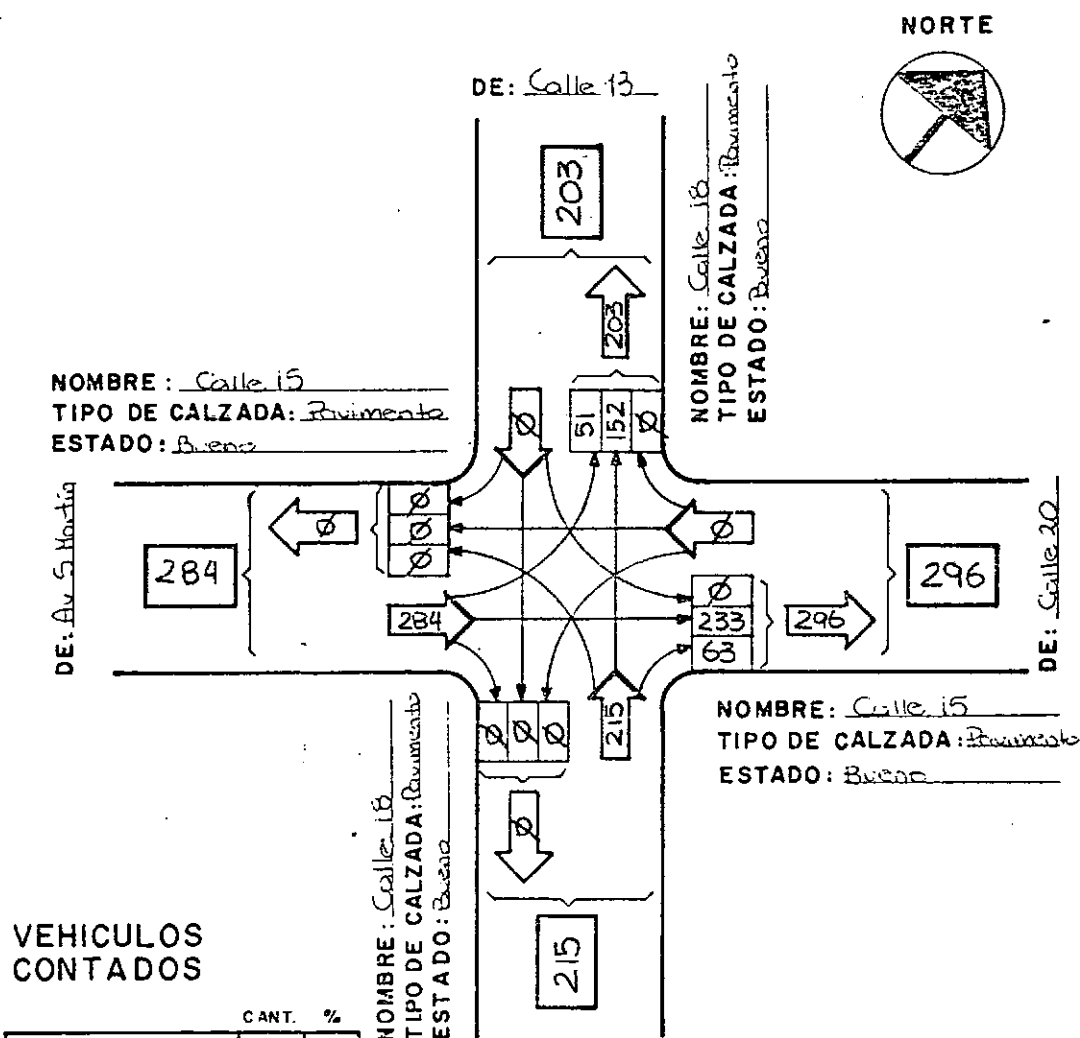 NORTE
DE: Calle 13
203
NOMBRE: Calle 18
TIPO DE CALZADA: Pavimento
ESTADO: Bueno
203
NOMBRE: Calle 15
TIPO DE CALZADA: Pavimento
ESTADO: Bueno
Ø
51 152 Ø
DE: Av S Martin
284
Ø
Ø
Ø
Ø
Ø
296
DE: Calle 20
284
Ø
233
63
296
Ø Ø Ø
215
NOMBRE: Calle 15
TIPO DE CALZADA: Pavimento
ESTADO: Bueno
NOMBRE: Calle 18
TIPO DE CALZADA: Pavimento
ESTADO: Bueno
Ø
215
VEHICULOS
CONTADOS
CANT. %